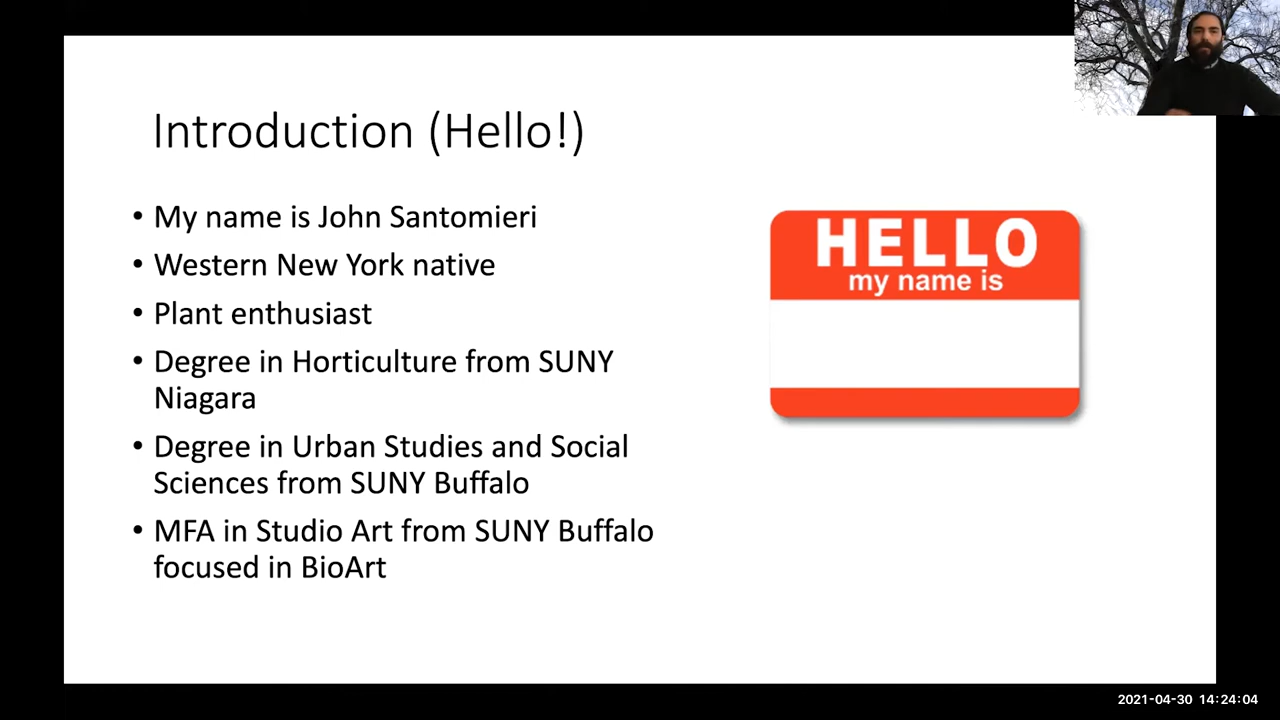 Introduction (Hello!)
• My name is John Santomieri
• Western New York native
• Plant enthusiast
• Degree in Horticulture from SUNY
Niagara
• Degree in Urban Studies and Social
Sciences from SUNY Buffalo
• MFA in Studio Art from SUNY Buffalo
focused in BioArt
HELLO
my name is
2021-04-30 14:24:04